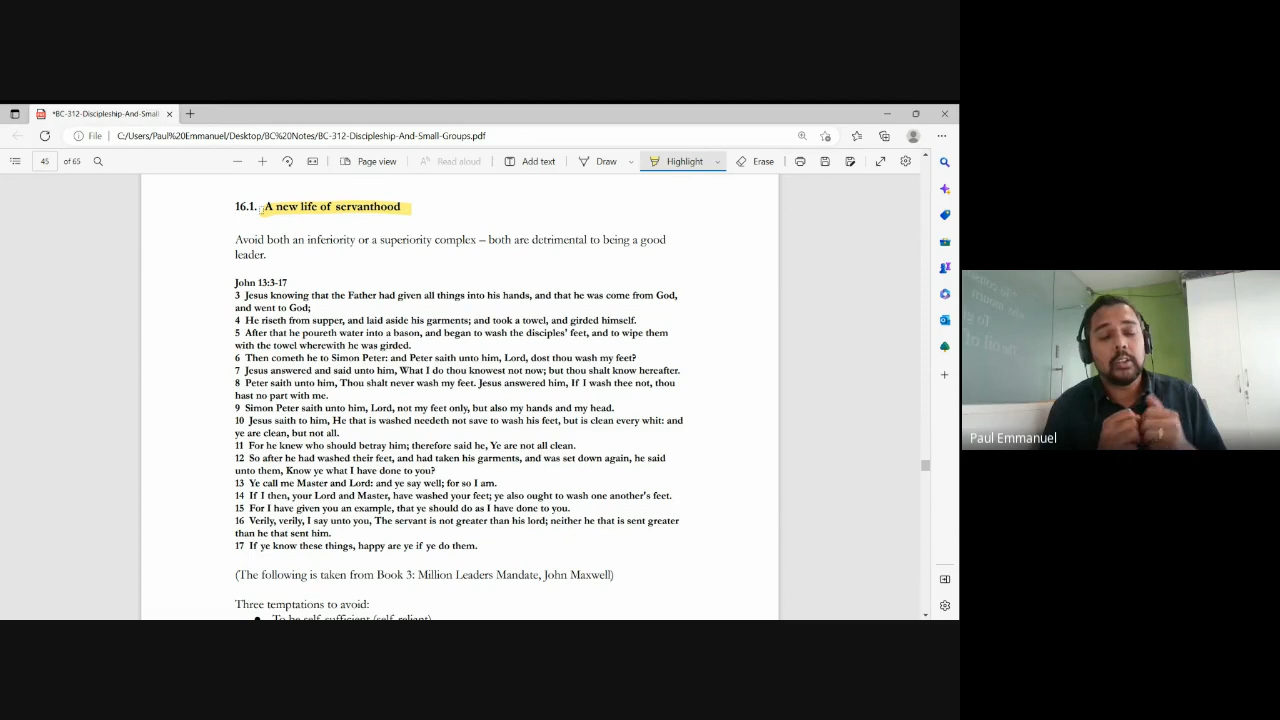 *BC-312-Discipleship-And-Small
File
C:/Users/Paul%20Emmanuel/Desktop/BC%20Notes/BC-312-Discipleship-And-Small-Groups.pdf
45 of 65
Page view
Read aloud
Add text
Draw
Highlight
Erase
16.1. A new life of servanthood
Avoid both an inferiority or a superiority complex – both are detrimental to being a good
leader.
John 13:3-17
3 Jesus knowing that the Father had given all things into his hands, and that he was come from God,
and went to God;
4 He riseth from supper, and laid aside his garments; and took a towel, and girded himself.
5 After that he poureth water into a bason, and began to wash the disciples' feet, and to wipe them
with the towel wherewith he was girded.
6 Then cometh he to Simon Peter: and Peter saith unto him, Lord, dost thou wash my feet?
7 Jesus answered and said unto him, What I do thou knowest not now; but thou shalt know hereafter.
8 Peter saith unto him, Thou shalt never wash my feet. Jesus answered him, If I wash thee not, thou
hast no part with me.
9 Simon Peter saith unto him, Lord, not my feet only, but also my hands and my head.
10 Jesus saith to him, He that is washed needeth not save to wash his feet, but is clean every whit: and
ye are clean, but not all.
11 For he knew who should betray him; therefore said he, Ye are not all clean.
12 So after he had washed their feet, and had taken his garments, and was set down again, he said
unto them, Know ye what I have done to you?
13 Ye call me Master and Lord: and ye say well; for so I am.
14 If I then, your Lord and Master, have washed your feet; ye also ought to wash one another's feet.
15 For I have given you an example, that ye should do as I have done to you.
16 Verily, verily, I say unto you, The servant is not greater than his lord; neither he that is sent greater
than he that sent him.
17 If ye know these things, happy are ye if ye do them.
(The following is taken from Book 3: Million Leaders Mandate, John Maxwell)
Three temptations to avoid:
To be self-sufficient (self-reliant)
Paul Emmanuel